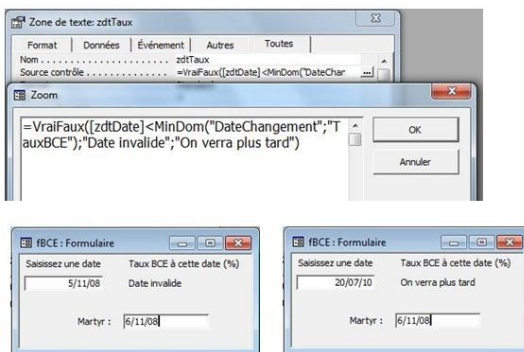 Zone de texte: zdtTaux
Format Données Événement Autres Toutes
Nom . . . . . . . . . . . . . . . . . . . . . . zdtTaux
Source contrôle . . . . . . . . . . . . . . =VraiFaux([zdtDate]<MinDom("DateChar ...
Zoom
=VraiFaux([zdtDate]<MinDom("DateChangement";"T
auxBCE");"Date invalide";"On verra plus tard")
OK
Annuler
fBCE : Formulaire
Saisissez une date Taux BCE à cette date (%)
5/11/08 Date invalide
Martyr : 6/11/08
fBCE : Formulaire
Saisissez une date Taux BCE à cette date (%)
20/07/10 On verra plus tard
Martyr : 6/11/08